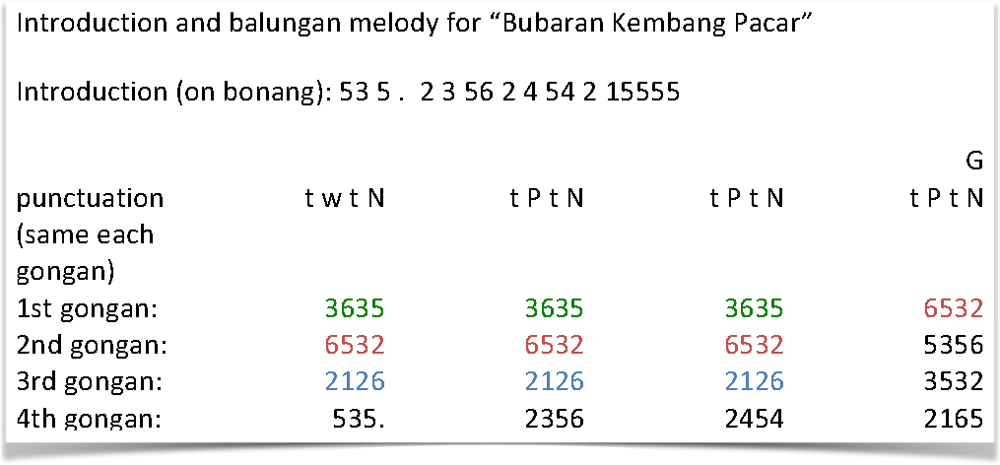 Introduction and balungan melody for “Bubaran Kembang Pacar”
Introduction (on bonang): 53 5 .  2 3 56 2 4 54 2 15555
G
punctuation t w t N t P t N t P t N t P t N
(same each
gongan)
1st gongan: 3635 3635 3635 6532
2nd gongan: 6532 6532 6532 5356
3rd gongan: 2126 2126 2126 3532
4th gongan: 535. 2356 2454 2165